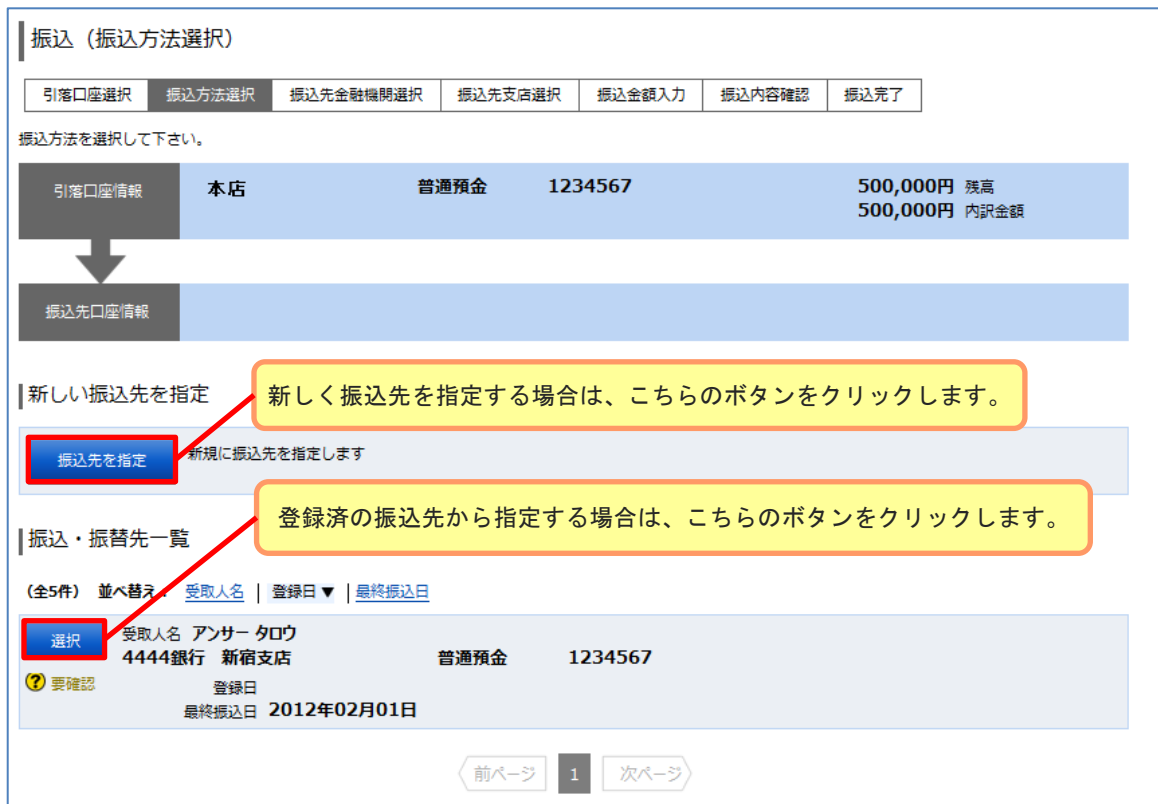 振込（振込方法選択）
引落口座選択 振込方法選択 振込先金融機関選択 振込先支店選択 振込金額入力 振込内容確認 振込完了
振込方法を選択して下さい。
引落口座情報 本店 普通預金 1234567 500,000円 残高
500,000円 内訳金額
振込先口座情報
新しい振込先を指定
新しく振込先を指定する場合は、こちらのボタンをクリックします。
振込先を指定 新規に振込先を指定します
登録済の振込先から指定する場合は、こちらのボタンをクリックします。
振込・振替先一覧
（全5件） 並べ替え： 受取人名 | 登録日▼ | 最終振込日
選択 受取人名 アンサー タロウ
4444銀行 新宿支店 普通預金 1234567
? 要確認 登録日
最終振込日 2012年02月01日
前ページ 1 次ページ